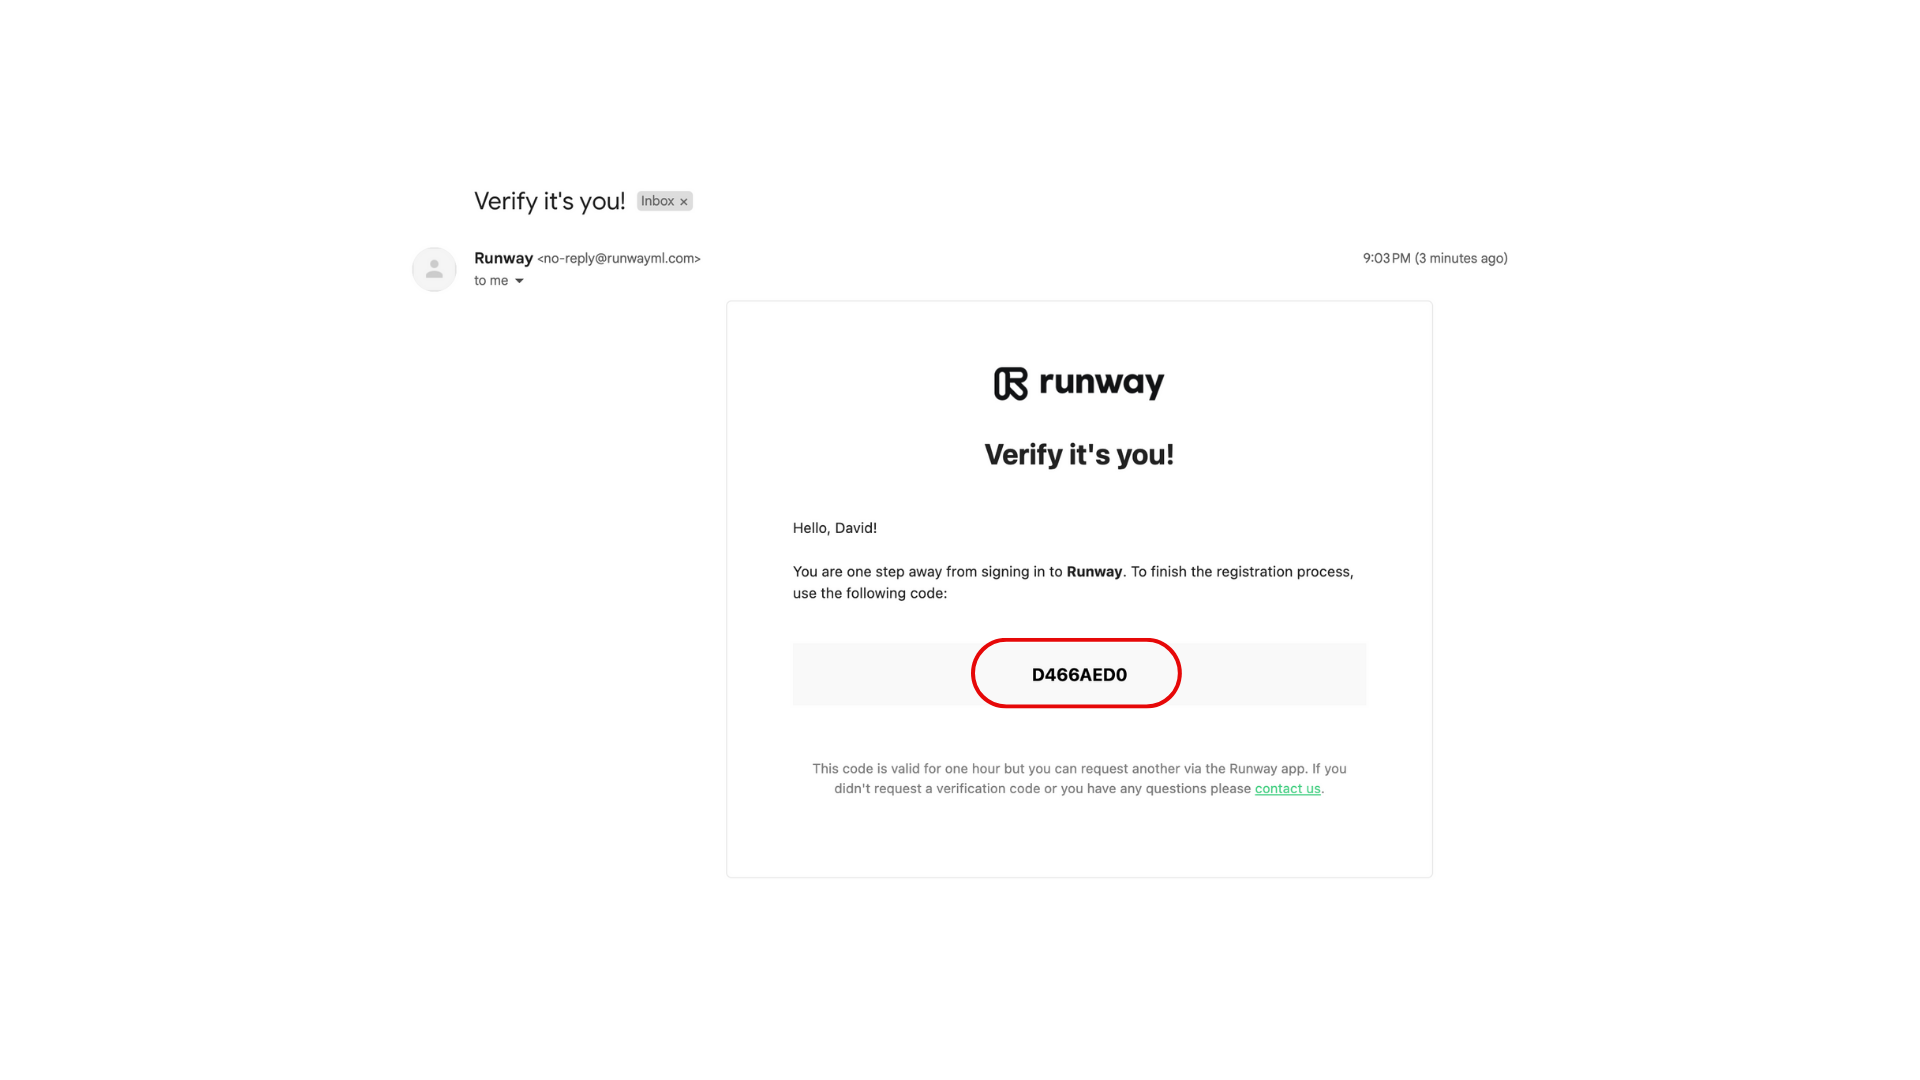 Verify it's you! Inbox ×
Runway <no-reply@runwayml.com> 9:03 PM (3 minutes ago)
to me
runway
Verify it's you!
Hello, David!
You are one step away from signing in to Runway. To finish the registration process,
use the following code:
D466AED0
This code is valid for one hour but you can request another via the Runway app. If you
didn't request a verification code or you have any questions please contact us.